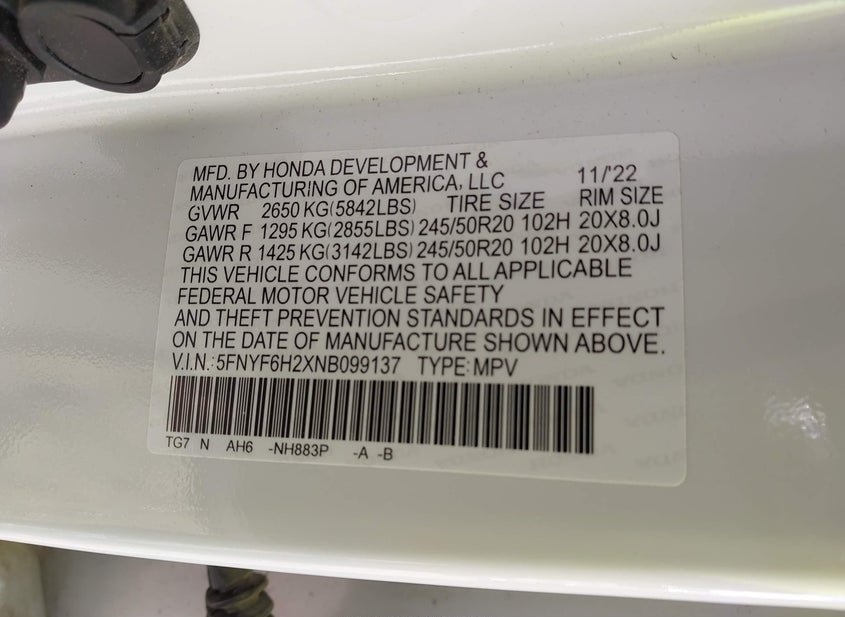 MFD. BY HONDA DEVELOPMENT &
MANUFACTURING OF AMERICA, LLC 11/'22
GVWR 2650 KG(5842LBS) TIRE SIZE RIM SIZE
GAWR F 1295 KG(2855LBS) 245/50R20 102H 20X8.0J
GAWR R 1425 KG(3142LBS) 245/50R20 102H 20X8.0J
THIS VEHICLE CONFORMS TO ALL APPLICABLE
FEDERAL MOTOR VEHICLE SAFETY
AND THEFT PREVENTION STANDARDS IN EFFECT
ON THE DATE OF MANUFACTURE SHOWN ABOVE.
V.I.N.: 5FNYF6H2XNB099137 TYPE: MPV
TG7 N AH6 -NH883P -A -B